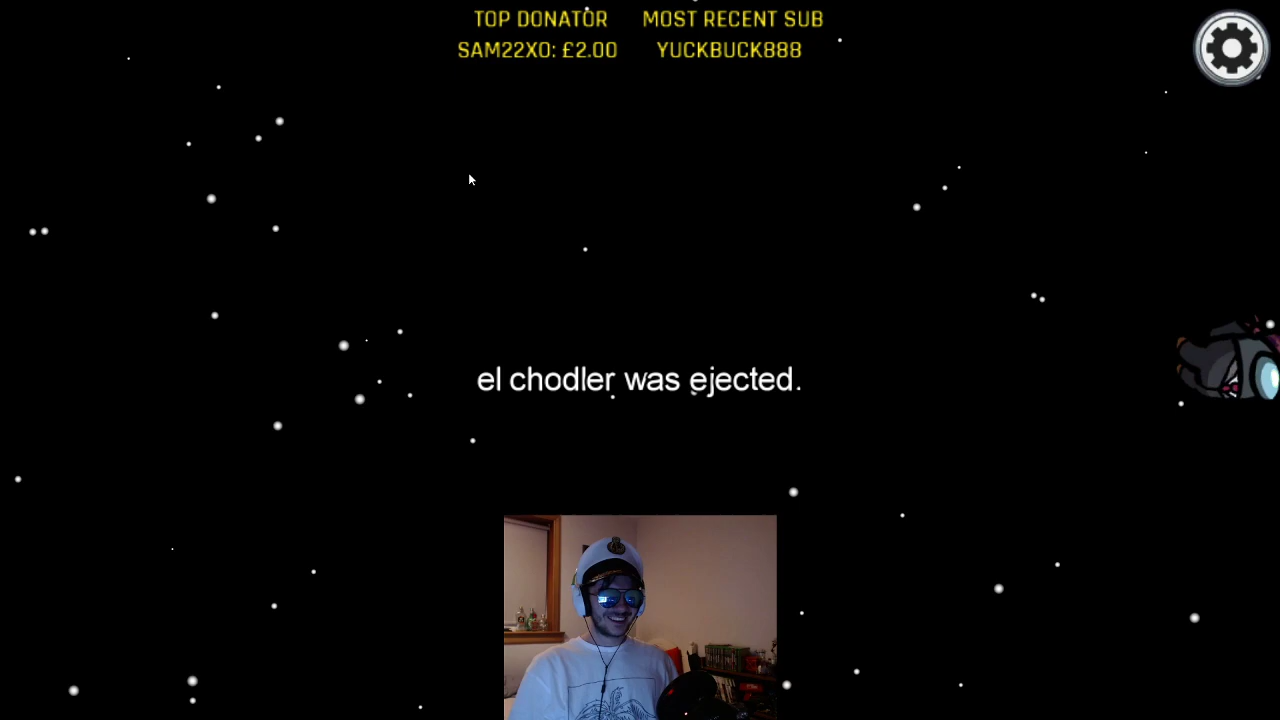 TOP DONATOR MOST RECENT SUB
SAM22XO: £2.00 YUCKBUCK888
el chodler was ejected.